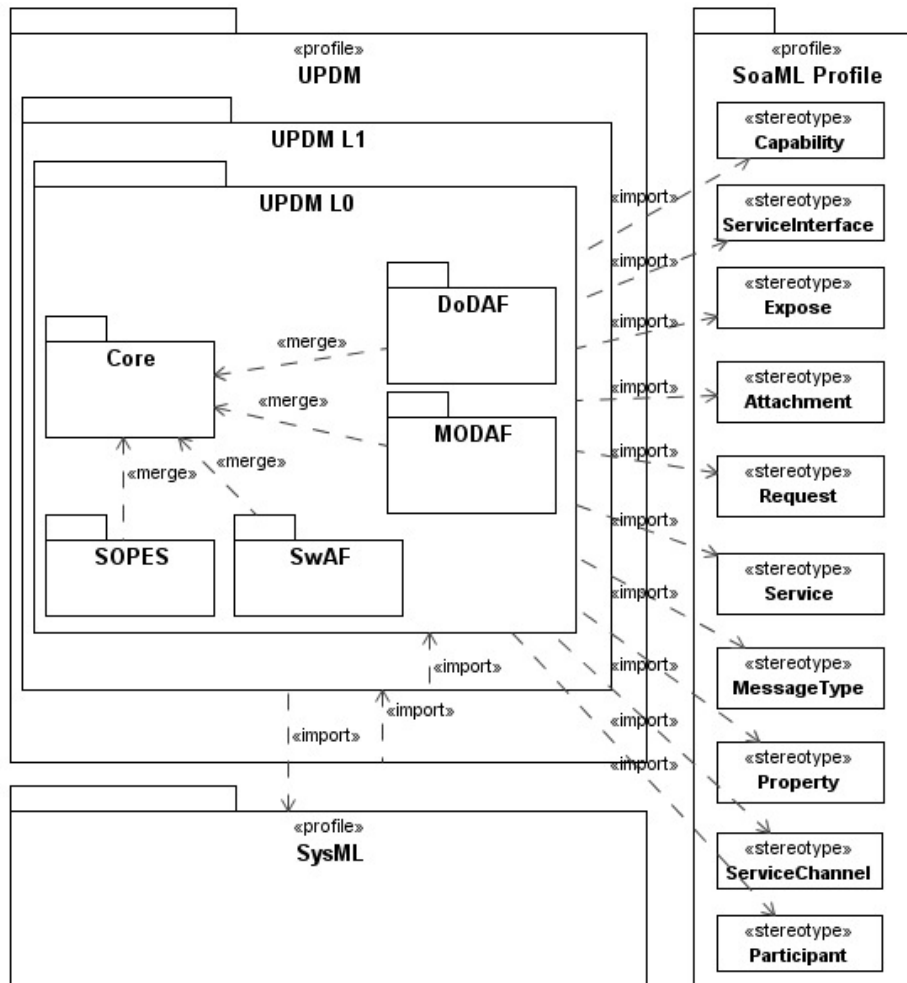 «profile»
UPDM
UPDM L1
UPDM L0
DoDAF
Core
«merge»
«merge»
MODAF
«merge»
«merge»
SOPES
SwAF
«import»
«import»
«import»
«profile»
SysML
«import»
«import»
«import»
«import»
«import»
«import»
«import»
«import»
«import»
«import»
«profile»
SoaML Profile
«stereotype»
Capability
«stereotype»
ServiceInterface
«stereotype»
Expose
«stereotype»
Attachment
«stereotype»
Request
«stereotype»
Service
«stereotype»
MessageType
«stereotype»
Property
«stereotype»
ServiceChannel
«stereotype»
Participant